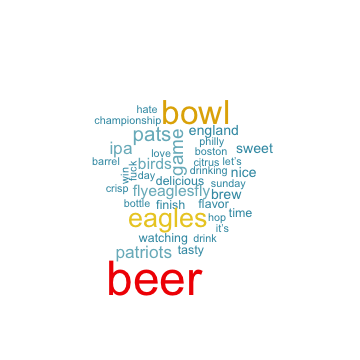 hate
bowl
championship
pats
game
england
ipa
love
philly
boston
sweet
barrel
birds
citrus
let's
win
fuck
day
drinking
nice
delicious
sunday
crisp
flyeaglesfly
brew
bottle
finish
flavor
eagles
hop
time
it's
watching
drink
patriots
tasty
beer